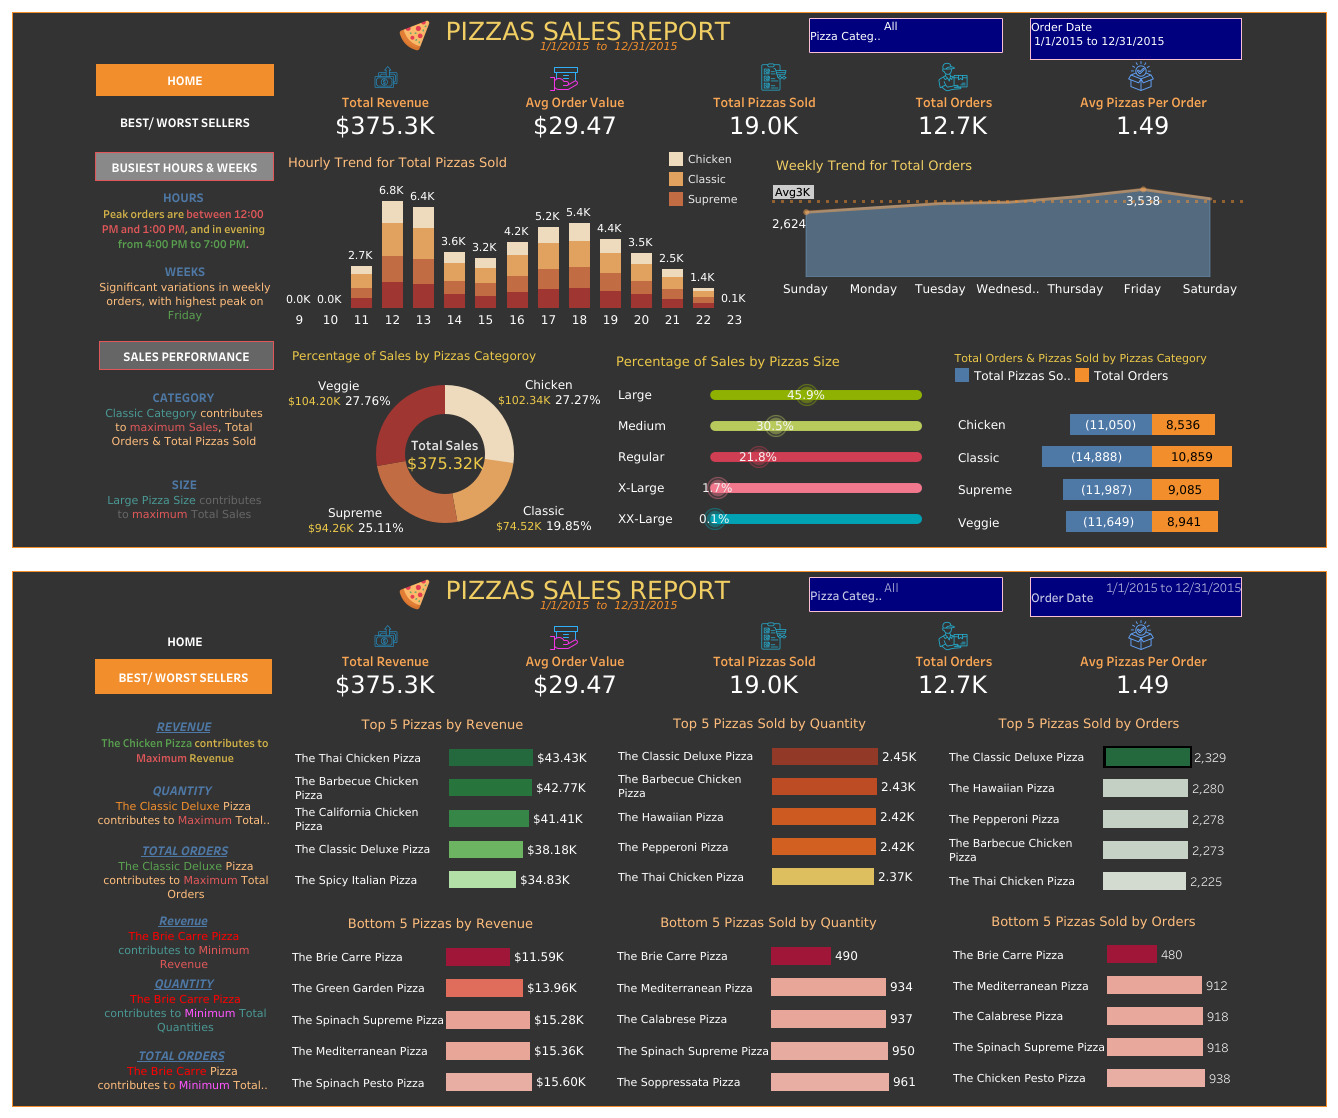 PIZZAS SALES REPORT
1/1/2015 to 12/31/2015
All
Pizza Categ..
Order Date
1/1/2015 to 12/31/2015
HOME
BEST/ WORST SELLERS
Total Revenue
$375.3K
Avg Order Value
$29.47
Total Pizzas Sold
19.0K
Total Orders
12.7K
Avg Pizzas Per Order
1.49
BUSIEST HOURS & WEEKS
HOURS
Peak orders are between 12:00
PM and 1:00 PM, and in evening
from 4:00 PM to 7:00 PM.
WEEKS
Significant variations in weekly
orders, with highest peak on
Friday
Hourly Trend for Total Pizzas Sold
Chicken
Classic
Supreme
0.0K 0.0K 2.7K 6.8K 6.4K 3.6K 3.2K 4.2K 5.2K 5.4K 4.4K 3.5K 2.5K 1.4K 0.1K
9 10 11 12 13 14 15 16 17 18 19 20 21 22 23
Weekly Trend for Total Orders
Avg3K
2,624
3,538
Sunday Monday Tuesday Wednesd.. Thursday Friday Saturday
SALES PERFORMANCE
CATEGORY
Classic Category contributes
to maximum Sales, Total
Orders & Total Pizzas Sold
SIZE
Large Pizza Size contributes
to maximum Total Sales
Percentage of Sales by Pizzas Categoroy
Veggie
$104.20K 27.76%
Chicken
$102.34K 27.27%
Total Sales
$375.32K
Supreme
$94.26K 25.11%
Classic
$74.52K 19.85%
Percentage of Sales by Pizzas Size
Large 45.9%
Medium 30.5%
Regular 21.8%
X-Large 1.7%
XX-Large 0.1%
Total Orders & Pizzas Sold by Pizzas Category
Total Pizzas So.. Total Orders
Chicken (11,050) 8,536
Classic (14,888) 10,859
Supreme (11,987) 9,085
Veggie (11,649) 8,941
PIZZAS SALES REPORT
1/1/2015 to 12/31/2015
All
Pizza Categ..
1/1/2015 to 12/31/2015
Order Date
HOME
BEST/ WORST SELLERS
Total Revenue
$375.3K
Avg Order Value
$29.47
Total Pizzas Sold
19.0K
Total Orders
12.7K
Avg Pizzas Per Order
1.49
REVENUE
The Chicken Pizza contributes to
Maximum Revenue
QUANTITY
The Classic Deluxe Pizza
contributes to Maximum Total..
TOTAL ORDERS
The Classic Deluxe Pizza
contributes to Maximum Total
Orders
Revenue
The Brie Carre Pizza
contributes to Minimum
Revenue
QUANTITY
The Brie Carre Pizza
contributes to Minimum Total
Quantities
TOTAL ORDERS
The Brie Carre Pizza
contributes to Minimum Total..
Top 5 Pizzas by Revenue
The Thai Chicken Pizza $43.43K
The Barbecue Chicken
Pizza $42.77K
The California Chicken
Pizza $41.41K
The Classic Deluxe Pizza $38.18K
The Spicy Italian Pizza $34.83K
Top 5 Pizzas Sold by Quantity
The Classic Deluxe Pizza 2.45K
The Barbecue Chicken
Pizza 2.43K
The Hawaiian Pizza 2.42K
The Pepperoni Pizza 2.42K
The Thai Chicken Pizza 2.37K
Top 5 Pizzas Sold by Orders
The Classic Deluxe Pizza 2,329
The Hawaiian Pizza 2,280
The Pepperoni Pizza 2,278
The Barbecue Chicken
Pizza 2,273
The Thai Chicken Pizza 2,225
Bottom 5 Pizzas by Revenue
The Brie Carre Pizza $11.59K
The Green Garden Pizza $13.96K
The Spinach Supreme Pizza $15.28K
The Mediterranean Pizza $15.36K
The Spinach Pesto Pizza $15.60K
Bottom 5 Pizzas Sold by Quantity
The Brie Carre Pizza 490
The Mediterranean Pizza 934
The Calabrese Pizza 937
The Spinach Supreme Pizza 950
The Soppressata Pizza 961
Bottom 5 Pizzas Sold by Orders
The Brie Carre Pizza 480
The Mediterranean Pizza 912
The Calabrese Pizza 918
The Spinach Supreme Pizza 918
The Chicken Pesto Pizza 938